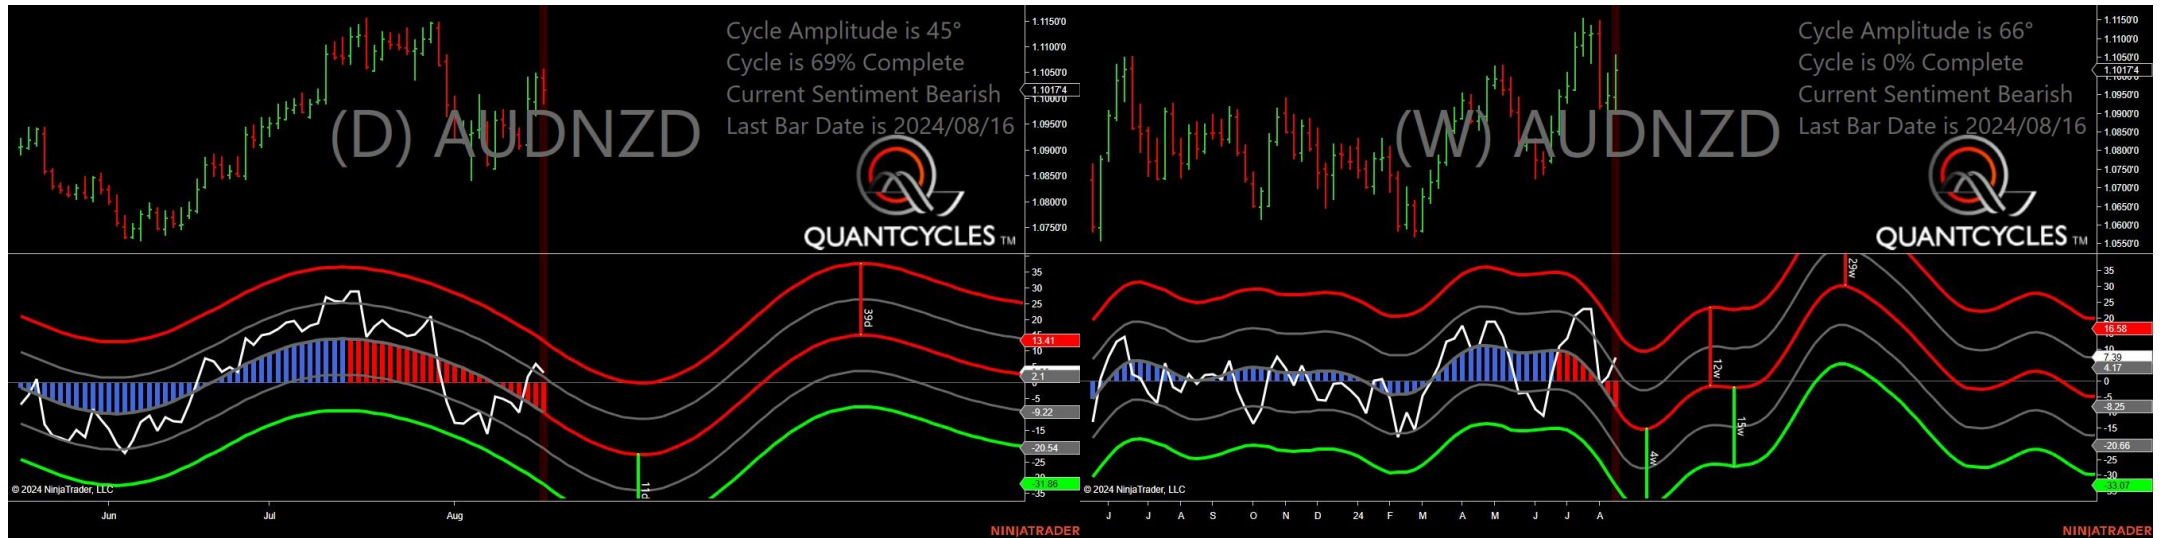 Cycle Amplitude is 45°
Cycle is 69% Complete
Current Sentiment Bearish
Last Bar Date is 2024/08/16
(D) AUDNZD
QUANTCYCLES TM
1.1150'0
1.1100'0
1.1050'0
1.1017'4
1.1000'0
1.0950'0
1.0900'0
1.0850'0
1.0800'0
1.0750'0
35
30
25
20
13.41
10
2.1
-9.22
-15
-20.54
-25
-31.86
-35
39d
11d
© 2024 NinjaTrader, LLC
Jun
Jul
Aug
NINJATRADER
Cycle Amplitude is 66°
Cycle is 0% Complete
Current Sentiment Bearish
Last Bar Date is 2024/08/16
(W) AUDNZD
QUANTCYCLES TM
1.1150'0
1.1100'0
1.1050'0
1.1017'4
1.0950'0
1.0900'0
1.0850'0
1.0800'0
1.0750'0
1.0700'0
1.0650'0
1.0600'0
1.0550'0
35
30
25
20
16.58
7.39
4.17
0
-5
-8.25
-15
-20.66
-25
-30
-33.07
29w
12w
15w
4w
© 2024 NinjaTrader, LLC
J
J
A
S
O
N
D
24
F
M
A
M
J
J
A
NINJATRADER